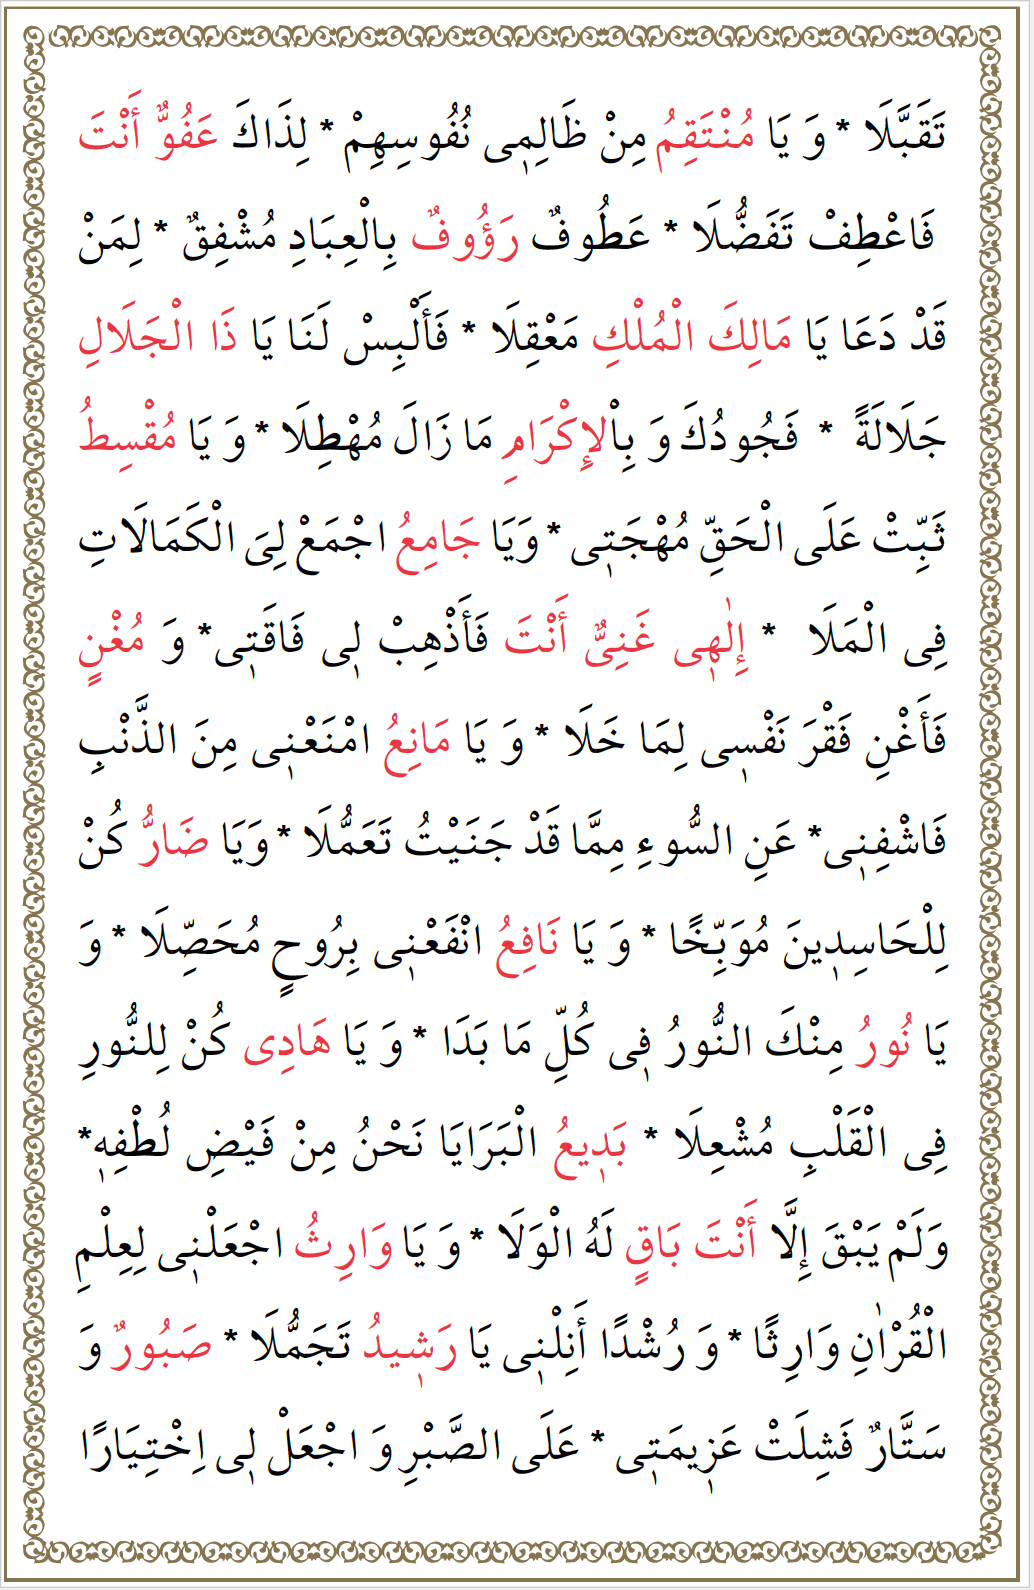 تَقَبَّلَا * وَ يَا مُنْتَقِمُ مِنْ ظَالِمٖى نُفُوسِهِمْ * لِذَاكَ عَفُوٌّ أَنْتَ
فَاعْطِفْ تَفَضُّلَا * عَطُوفٌ رَؤُوفٌ بِالْعِبَادِ مُشْفِقٌ * لِمَنْ
قَدْ دَعَا يَا مَالِكَ الْمُلْكِ مَعْقِلَا * فَأَلْبِسْ لَنَا يَا ذَا الْجَلَالِ
جَلَالَةً * فَجُودُكَ وَ بِاْلإِكْرَامِ مَا زَالَ مُهْطِلَا * وَ يَا مُقْسِطُ
ثَبِّتْ عَلَى الْحَقِّ مُهْجَتٖى * وَيَا جَامِعُ اجْمَعْ لِىَ الْكَمَالَاتِ
فِى الْمَلَا * إِلٰهٖى غَنِىٌّ أَنْتَ فَأَذْهِبْ لٖى فَاقَتٖى* وَ مُغْنٍ
فَأَغْنِ فَقْرَ نَفْسٖى لِمَا خَلَا * وَ يَا مَانِعُ امْنَعْنٖى مِنَ الذَّنْبِ
فَاشْفِنٖى* عَنِ السُّوءِ مِمَّا قَدْ جَنَيْتُ تَعَمُّلَا * وَيَا ضَارُّ كُنْ
لِلْحَاسِدٖينَ مُوَبِّخًا * وَ يَا نَافِعُ انْفَعْنٖى بِرُوحٍ مُحَصِّلَا * وَ
يَا نُورُ مِنْكَ النُّورُ فٖى كُلِّ مَا بَدَا * وَ يَا هَادِى كُنْ لِلنُّورِ
فِى الْقَلْبِ مُشْعِلَا * بَدٖيعُ الْبَرَايَا نَحْنُ مِنْ فَيْضِ لُطْفِهٖ*
وَلَمْ يَبْقَ إِلَّا أَنْتَ بَاقٍ لَهُ الْوَلَا * وَ يَا وَارِثُ اجْعَلْنٖى لِعِلْمِ
الْقُرْاٰنِ وَارِثًا * وَ رُشْدًا أَنِلْنٖى يَا رَشٖيدُ تَجَمُّلَا * صَبُورٌ وَ
سَتَّارٌ فَشِلَتْ عَزٖيمَتٖى * عَلَى الصَّبْرِ وَ اجْعَلْ لٖى اِخْتِيَارًا